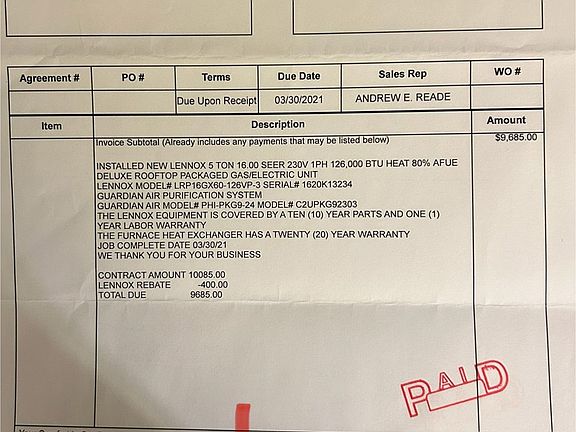 Agreement # PO # Terms Due Date Sales Rep WO #
Due Upon Receipt 03/30/2021 ANDREW E. READE
Item Description Amount
Invoice Subtotal (Already includes any payments that may be listed below) $9,685.00
INSTALLED NEW LENNOX 5 TON 16.00 SEER 230V 1PH 126,000 BTU HEAT 80% AFUE
DELUXE ROOFTOP PACKAGED GAS/ELECTRIC UNIT
LENNOX MODEL# LRP16GX60-126VP-3 SERIAL# 1620K13234
GUARDIAN AIR PURIFICATION SYSTEM
GUARDIAN AIR MODEL# PHI-PKG9-24 MODEL# C2UPKG92303
THE LENNOX EQUIPMENT IS COVERED BY A TEN (10) YEAR PARTS AND ONE (1)
YEAR LABOR WARRANTY
THE FURNACE HEAT EXCHANGER HAS A TWENTY (20) YEAR WARRANTY
JOB COMPLETE DATE 03/30/21
WE THANK YOU FOR YOUR BUSINESS
CONTRACT AMOUNT 10085.00
LENNOX REBATE -400.00
TOTAL DUE 9685.00
PAID